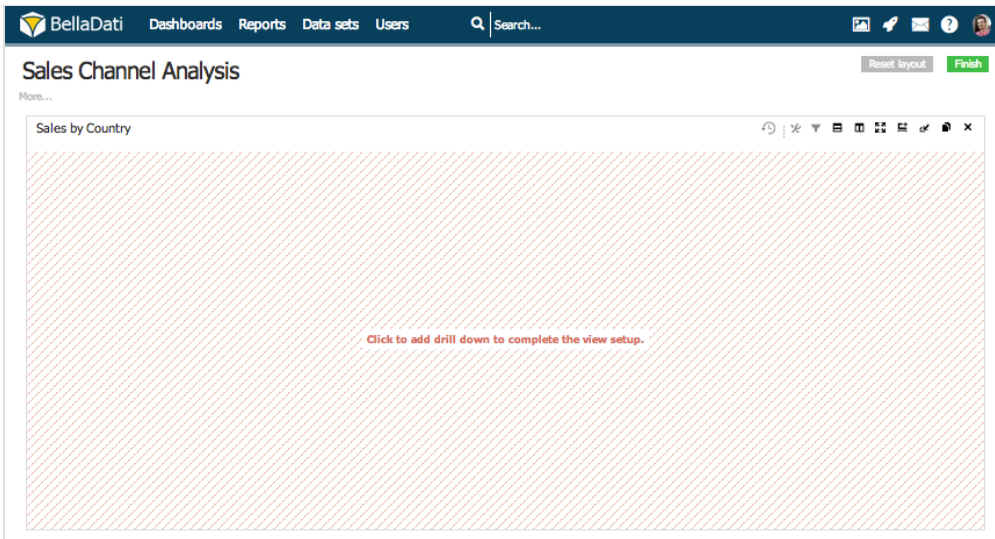 BellaDati Dashboards Reports Data sets Users Search...
Sales Channel Analysis Reset layout Finish
More...
Sales by Country
Click to add drill down to complete the view setup.